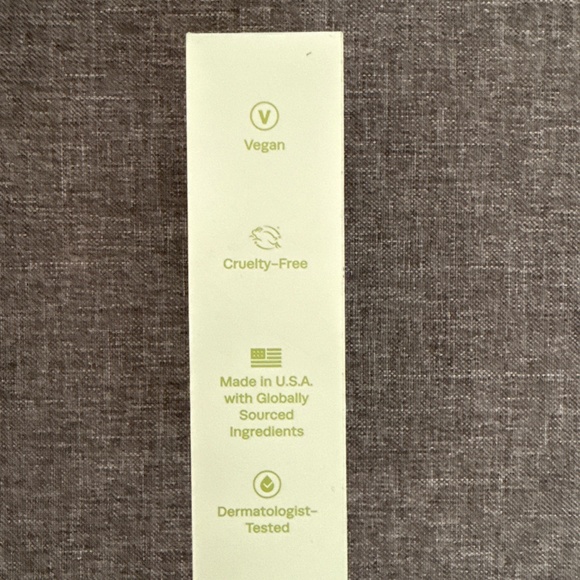 V
Vegan
Cruelty-Free
Made in U.S.A.
with Globally
Sourced
Ingredients
Dermatologist-
Tested